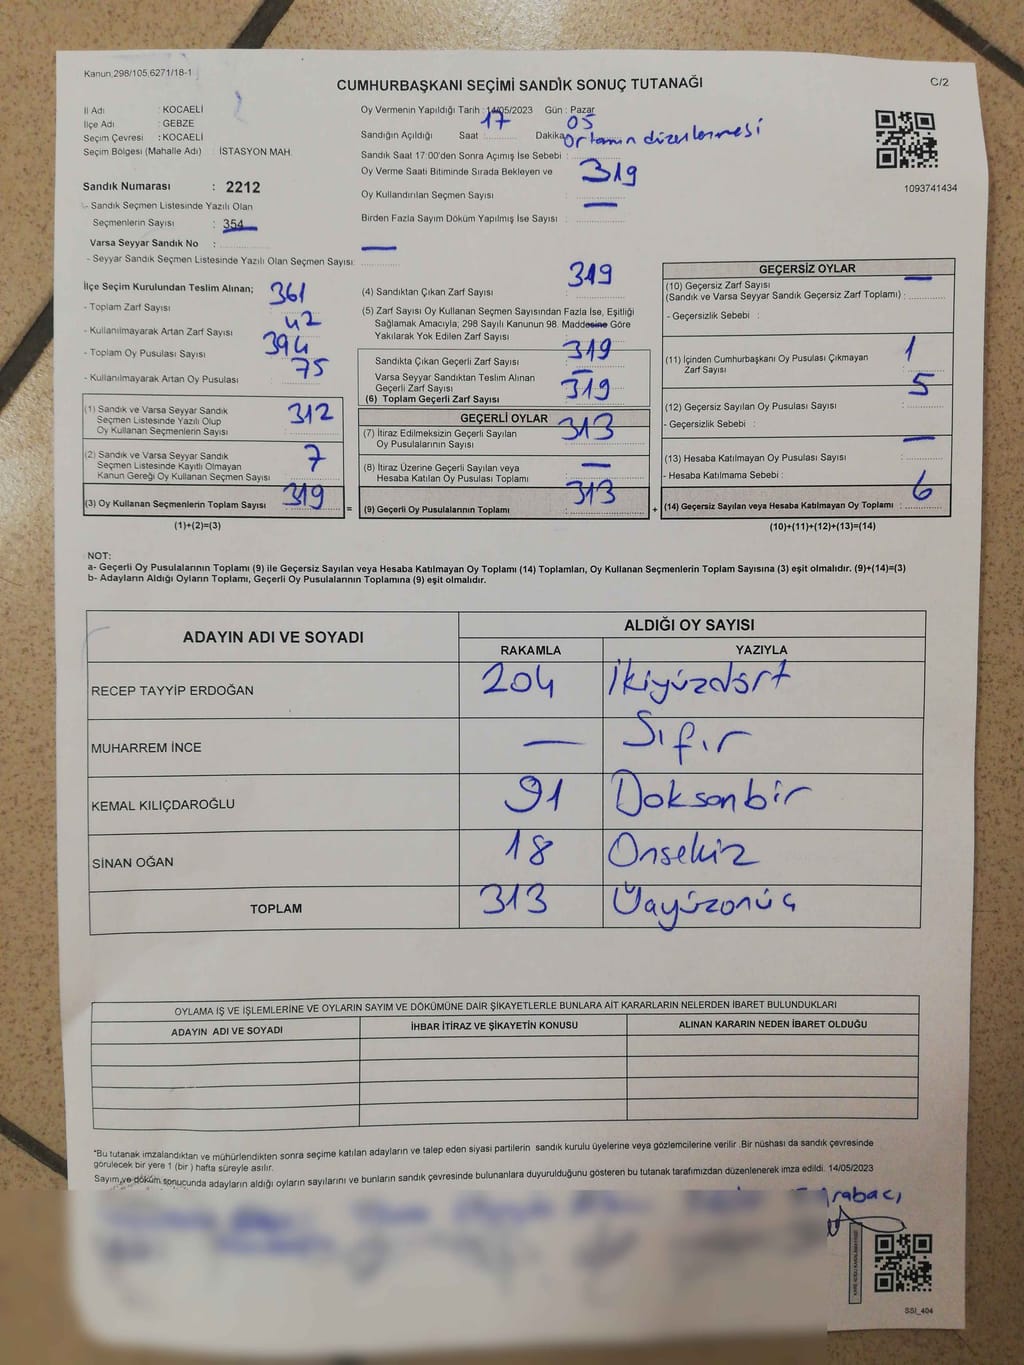 Kanun,298/105,6271/18-1
C/2
CUMHURBAŞKANI SEÇİMİ SANDIK SONUÇ TUTANAĞI
İl Adı : KOCAELİ
İlçe Adı : GEBZE
Seçim Çevresi : KOCAELİ
Seçim Bölgesi (Mahalle Adı) : İSTASYON MAH.
Sandık Numarası : 2212
- Sandık Seçmen Listesinde Yazılı Olan
Seçmenlerin Sayısı : 354
Varsa Seyyar Sandık No :
- Seyyar Sandık Seçmen Listesinde Yazılı Olan Seçmen Sayısı: —
Oy Vermenin Yapıldığı Tarih : 14/05/2023 Gün : Pazar
Sandığın Açıldığı Saat 17 Dakika 05
Ortamın düzenlenmesi
Sandık Saat 17:00'den Sonra Açımış İse Sebebi :
Oy Verme Saati Bitiminde Sırada Bekleyen ve
Oy Kullandırılan Seçmen Sayısı : 319
Birden Fazla Sayım Döküm Yapılmış İse Sayısı : —
1093741434
İlçe Seçim Kurulundan Teslim Alınan;
- Toplam Zarf Sayısı : 361
- Kullanılmayarak Artan Zarf Sayısı : 42
- Toplam Oy Pusulası Sayısı : 394
- Kullanılmayarak Artan Oy Pusulası : 75
(1) Sandık ve Varsa Seyyar Sandık
Seçmen Listesinde Yazılı Olup
Oy Kullanan Seçmenlerin Sayısı : 312
(2) Sandık ve Varsa Seyyar Sandık
Seçmen Listesinde Kayıtlı Olmayan
Kanun Gereği Oy Kullanan Seçmen Sayısı : 7
(3) Oy Kullanan Seçmenlerin Toplam Sayısı : 319
(1)+(2)=(3)
(4) Sandıktan Çıkan Zarf Sayısı : 319
(5) Zarf Sayısı Oy Kullanan Seçmen Sayısından Fazla İse, Eşitliği
Sağlamak Amacıyla; 298 Sayılı Kanunun 98. Maddesine Göre
Yakılarak Yok Edilen Zarf Sayısı :
Sandıkta Çıkan Geçerli Zarf Sayısı : 319
Varsa Seyyar Sandıktan Teslim Alınan
Geçerli Zarf Sayısı : —
(6) Toplam Geçerli Zarf Sayısı : 319
GEÇERLİ OYLAR
(7) İtiraz Edilmeksizin Geçerli Sayılan
Oy Pusulalarının Sayısı : 313
(8) İtiraz Üzerine Geçerli Sayılan veya
Hesaba Katılan Oy Pusulası Toplamı : —
= (9) Geçerli Oy Pusulalarının Toplamı : 313
GEÇERSİZ OYLAR
(10) Geçersiz Zarf Sayısı
(Sandık ve Varsa Seyyar Sandık Geçersiz Zarf Toplamı) : —
- Geçersizlik Sebebi :
(11) İçinden Cumhurbaşkanı Oy Pusulası Çıkmayan
Zarf Sayısı : 1
(12) Geçersiz Sayılan Oy Pusulası Sayısı : 5
- Geçersizlik Sebebi :
(13) Hesaba Katılmayan Oy Pusulası Sayısı : —
- Hesaba Katılmama Sebebi :
+ (14) Geçersiz Sayılan veya Hesaba Katılmayan Oy Toplamı : 6
(10)+(11)+(12)+(13)=(14)
NOT:
a- Geçerli Oy Pusulasının Toplamı (9) ile Geçersiz Sayılan veya Hesaba Katılmayan Oy Toplamı (14) Toplamları, Oy Kullanan Seçmenlerin Toplam Sayısına (3) eşit olmalıdır. (9)+(14)=(3)
b- Adayların Aldığı Oyların Toplamı, Geçerli Oy Pusulalarının Toplamına (9) eşit olmalıdır.
ADAYIN ADI VE SOYADI
ALDIĞI OY SAYISI
RAKAMLA YAZIYLA
RECEP TAYYİP ERDOĞAN 204 İkiyüzdört
MUHARREM İNCE — Sıfır
KEMAL KILIÇDAROĞLU 91 Doksanbir
SİNAN OĞAN 18 Onsekiz
TOPLAM 313 Üçyüzonüç
OYLAMA İŞ VE İŞLEMLERİNE VE OYLARIN SAYIM VE DÖKÜMÜNE DAİR ŞİKAYETLERLE BUNLARA AİT KARARLARIN NELERDEN İBARET BULUNDUKLARI
ADAYIN ADI VE SOYADI İHBAR İTİRAZ VE ŞİKAYETİN KONUSU ALINAN KARARIN NEDEN İBARET OLDUĞU
*Bu tutanak imzalandıktan ve mühürlendikten sonra seçime katılan adayların ve talep eden siyasi partilerin sandık kurulu üyelerine veya gözlemcilerine verilir .Bir nüshası da sandık çevresinde
görülecek bir yere 1 (bir ) hafta süreyle asılır.
Sayım ve döküm sonucunda adayların aldığı oyların sayılarını ve bunların sandık çevresinde bulunanlara duyurulduğunu gösteren bu tutanak tarafımızdan düzenlenerek imza edildi. 14/05/2023
SSI_404